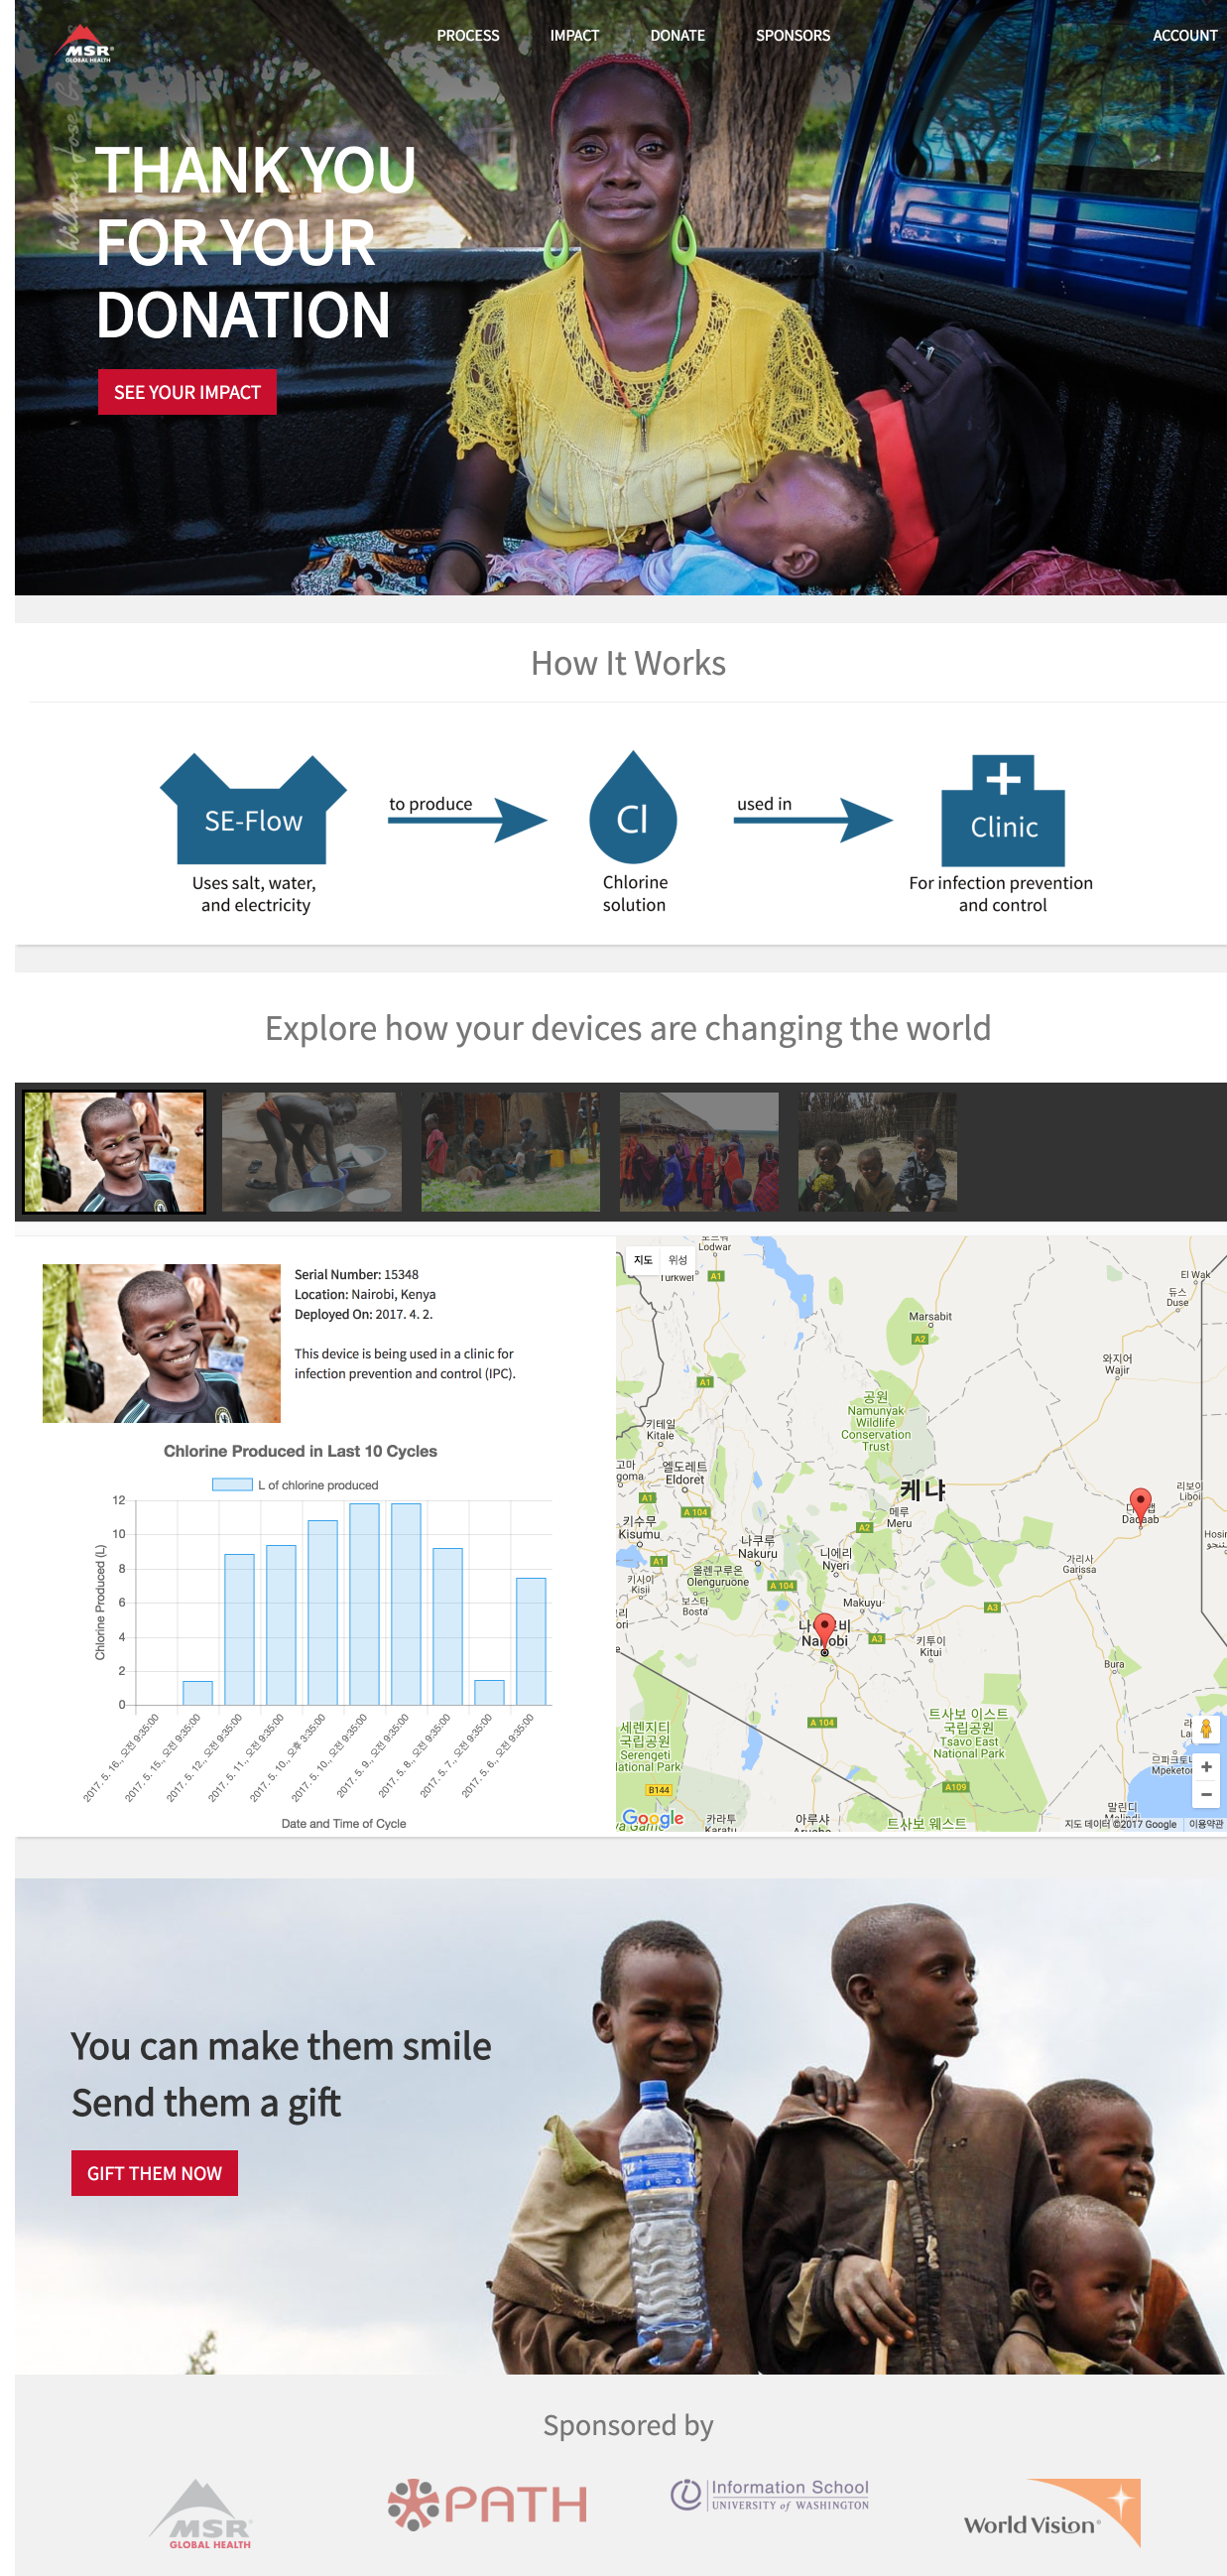 MSR®
GLOBAL HEALTH
PROCESS
IMPACT
DONATE
SPONSORS
ACCOUNT
THANK YOU
FOR YOUR
DONATION
SEE YOUR IMPACT
How It Works
SE-Flow
to produce
Cl
used in
Clinic
Uses salt, water,
and electricity
Chlorine
solution
For infection prevention
and control
Explore how your devices are changing the world
Serial Number: 15348
Location: Nairobi, Kenya
Deployed On: 2017. 4. 2.
This device is being used in a clinic for
infection prevention and control (IPC).
Chlorine Produced in Last 10 Cycles
L of chlorine produced
12
10
8
6
4
2
0
Chlorine Produced (L)
2017. 5. 16., 오전 9:35:00
2017. 5. 15., 오전 9:35:00
2017. 5. 12., 오전 9:35:00
2017. 5. 11., 오전 9:35:00
2017. 5. 10., 오후 3:35:00
2017. 5. 10., 오전 9:35:00
2017. 5. 9., 오전 9:35:00
2017. 5. 8., 오전 9:35:00
2017. 5. 7., 오전 9:35:00
2017. 5. 6., 오전 9:35:00
Date and Time of Cycle
지도
위성
Lodwar
Turkwel
A1
El Wak
듀스
Duse
Marsabit
A2
와지어
Wajir
A1
공원
Namunyak
Wildlife
Conservation
Trust
키테일
Kitale
엘도레트
Eldoret
케냐
리보이
Liboi
A1
A 104
메루
Meru
A2
Dadaab
키수무
Kisumu
나쿠루
Nakuru
니에리
Nyeri
A1
올렌구루온
Olenguruone
A 104
가리사
Garissa
키시이
Kisii
보스타
Bosta
Makuyu
A3
A3
키투이
Kitui
Bura
A 104
세렌지티
국립공원
Serengeti
트사보 이스트
국립공원
Tsavo East
National Park
B144
A109
말린디
Google
카라투
아루샤
트사보 웨스트
지도 데이터 ©2017 Google
이용약관
You can make them smile
Send them a gift
GIFT THEM NOW
Sponsored by
MSR®
GLOBAL HEALTH
PATH
Information School
UNIVERSITY of WASHINGTON
World Vision®